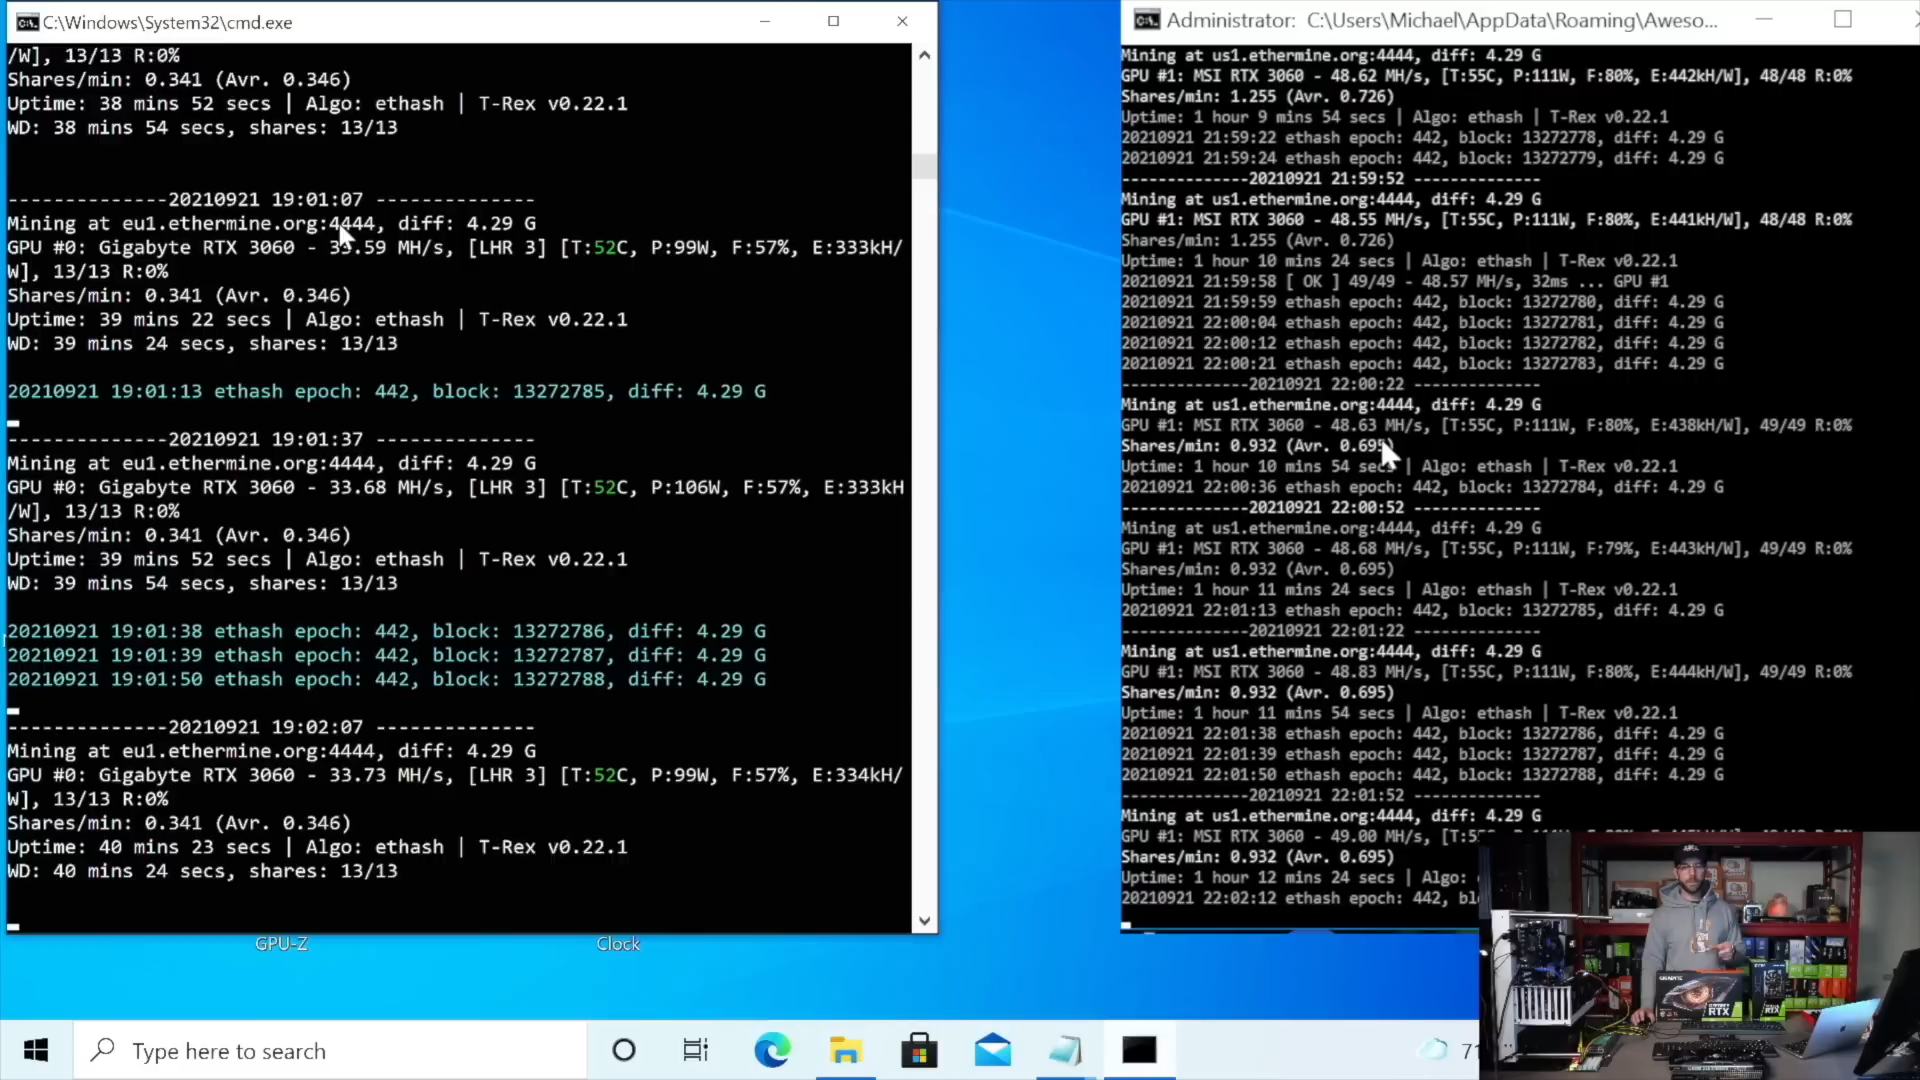 C:\Windows\System32\cmd.exe
/W], 13/13 R:0%
Shares/min: 0.341 (Avr. 0.346)
Uptime: 38 mins 52 secs | Algo: ethash | T-Rex v0.22.1
WD: 38 mins 54 secs, shares: 13/13
--------------20210921 19:01:07 --------------
Mining at eu1.ethermine.org:4444, diff: 4.29 G
GPU #0: Gigabyte RTX 3060 - 33.59 MH/s, [LHR 3] [T:52C, P:99W, F:57%, E:333kH/
W], 13/13 R:0%
Shares/min: 0.341 (Avr. 0.346)
Uptime: 39 mins 22 secs | Algo: ethash | T-Rex v0.22.1
WD: 39 mins 24 secs, shares: 13/13
20210921 19:01:13 ethash epoch: 442, block: 13272785, diff: 4.29 G
--------------20210921 19:01:37 --------------
Mining at eu1.ethermine.org:4444, diff: 4.29 G
GPU #0: Gigabyte RTX 3060 - 33.68 MH/s, [LHR 3] [T:52C, P:106W, F:57%, E:333kH
/W], 13/13 R:0%
Shares/min: 0.341 (Avr. 0.346)
Uptime: 39 mins 52 secs | Algo: ethash | T-Rex v0.22.1
WD: 39 mins 54 secs, shares: 13/13
20210921 19:01:38 ethash epoch: 442, block: 13272786, diff: 4.29 G
20210921 19:01:39 ethash epoch: 442, block: 13272787, diff: 4.29 G
20210921 19:01:50 ethash epoch: 442, block: 13272788, diff: 4.29 G
--------------20210921 19:02:07 --------------
Mining at eu1.ethermine.org:4444, diff: 4.29 G
GPU #0: Gigabyte RTX 3060 - 33.73 MH/s, [LHR 3] [T:52C, P:99W, F:57%, E:334kH/
W], 13/13 R:0%
Shares/min: 0.341 (Avr. 0.346)
Uptime: 40 mins 23 secs | Algo: ethash | T-Rex v0.22.1
WD: 40 mins 24 secs, shares: 13/13
Administrator: C:\Users\Michael\AppData\Roaming\Aweso...
Mining at us1.ethermine.org:4444, diff: 4.29 G
GPU #1: MSI RTX 3060 - 48.62 MH/s, [T:55C, P:111W, F:80%, E:442kH/W], 48/48 R:0%
Shares/min: 1.255 (Avr. 0.726)
Uptime: 1 hour 9 mins 54 secs | Algo: ethash | T-Rex v0.22.1
20210921 21:59:22 ethash epoch: 442, block: 13272778, diff: 4.29 G
20210921 21:59:24 ethash epoch: 442, block: 13272779, diff: 4.29 G
--------------20210921 21:59:52 --------------
Mining at us1.ethermine.org:4444, diff: 4.29 G
GPU #1: MSI RTX 3060 - 48.55 MH/s, [T:55C, P:111W, F:80%, E:441kH/W], 48/48 R:0%
Shares/min: 1.255 (Avr. 0.726)
Uptime: 1 hour 10 mins 24 secs | Algo: ethash | T-Rex v0.22.1
20210921 21:59:58 [ OK ] 49/49 - 48.57 MH/s, 32ms ... GPU #1
20210921 21:59:59 ethash epoch: 442, block: 13272780, diff: 4.29 G
20210921 22:00:04 ethash epoch: 442, block: 13272781, diff: 4.29 G
20210921 22:00:12 ethash epoch: 442, block: 13272782, diff: 4.29 G
20210921 22:00:21 ethash epoch: 442, block: 13272783, diff: 4.29 G
--------------20210921 22:00:22 --------------
Mining at us1.ethermine.org:4444, diff: 4.29 G
GPU #1: MSI RTX 3060 - 48.63 MH/s, [T:55C, P:111W, F:80%, E:438kH/W], 49/49 R:0%
Shares/min: 0.932 (Avr. 0.695)
Uptime: 1 hour 10 mins 54 secs | Algo: ethash | T-Rex v0.22.1
20210921 22:00:36 ethash epoch: 442, block: 13272784, diff: 4.29 G
--------------20210921 22:00:52 --------------
Mining at us1.ethermine.org:4444, diff: 4.29 G
GPU #1: MSI RTX 3060 - 48.68 MH/s, [T:55C, P:111W, F:79%, E:443kH/W], 49/49 R:0%
Shares/min: 0.932 (Avr. 0.695)
Uptime: 1 hour 11 mins 24 secs | Algo: ethash | T-Rex v0.22.1
20210921 22:01:13 ethash epoch: 442, block: 13272785, diff: 4.29 G
--------------20210921 22:01:22 --------------
Mining at us1.ethermine.org:4444, diff: 4.29 G
GPU #1: MSI RTX 3060 - 48.83 MH/s, [T:55C, P:111W, F:80%, E:444kH/W], 49/49 R:0%
Shares/min: 0.932 (Avr. 0.695)
Uptime: 1 hour 11 mins 54 secs | Algo: ethash | T-Rex v0.22.1
20210921 22:01:38 ethash epoch: 442, block: 13272786, diff: 4.29 G
20210921 22:01:39 ethash epoch: 442, block: 13272787, diff: 4.29 G
20210921 22:01:50 ethash epoch: 442, block: 13272788, diff: 4.29 G
--------------20210921 22:01:52 --------------
Mining at us1.ethermine.org:4444, diff: 4.29 G
GPU #1: MSI RTX 3060 - 49.00 MH/s, [T:55
Shares/min: 0.932 (Avr. 0.695)
Uptime: 1 hour 12 mins 24 secs | Algo:
20210921 22:02:12 ethash epoch: 442, bl
GPU-Z
Clock
Type here to search
71
GIGABYTE
RTX